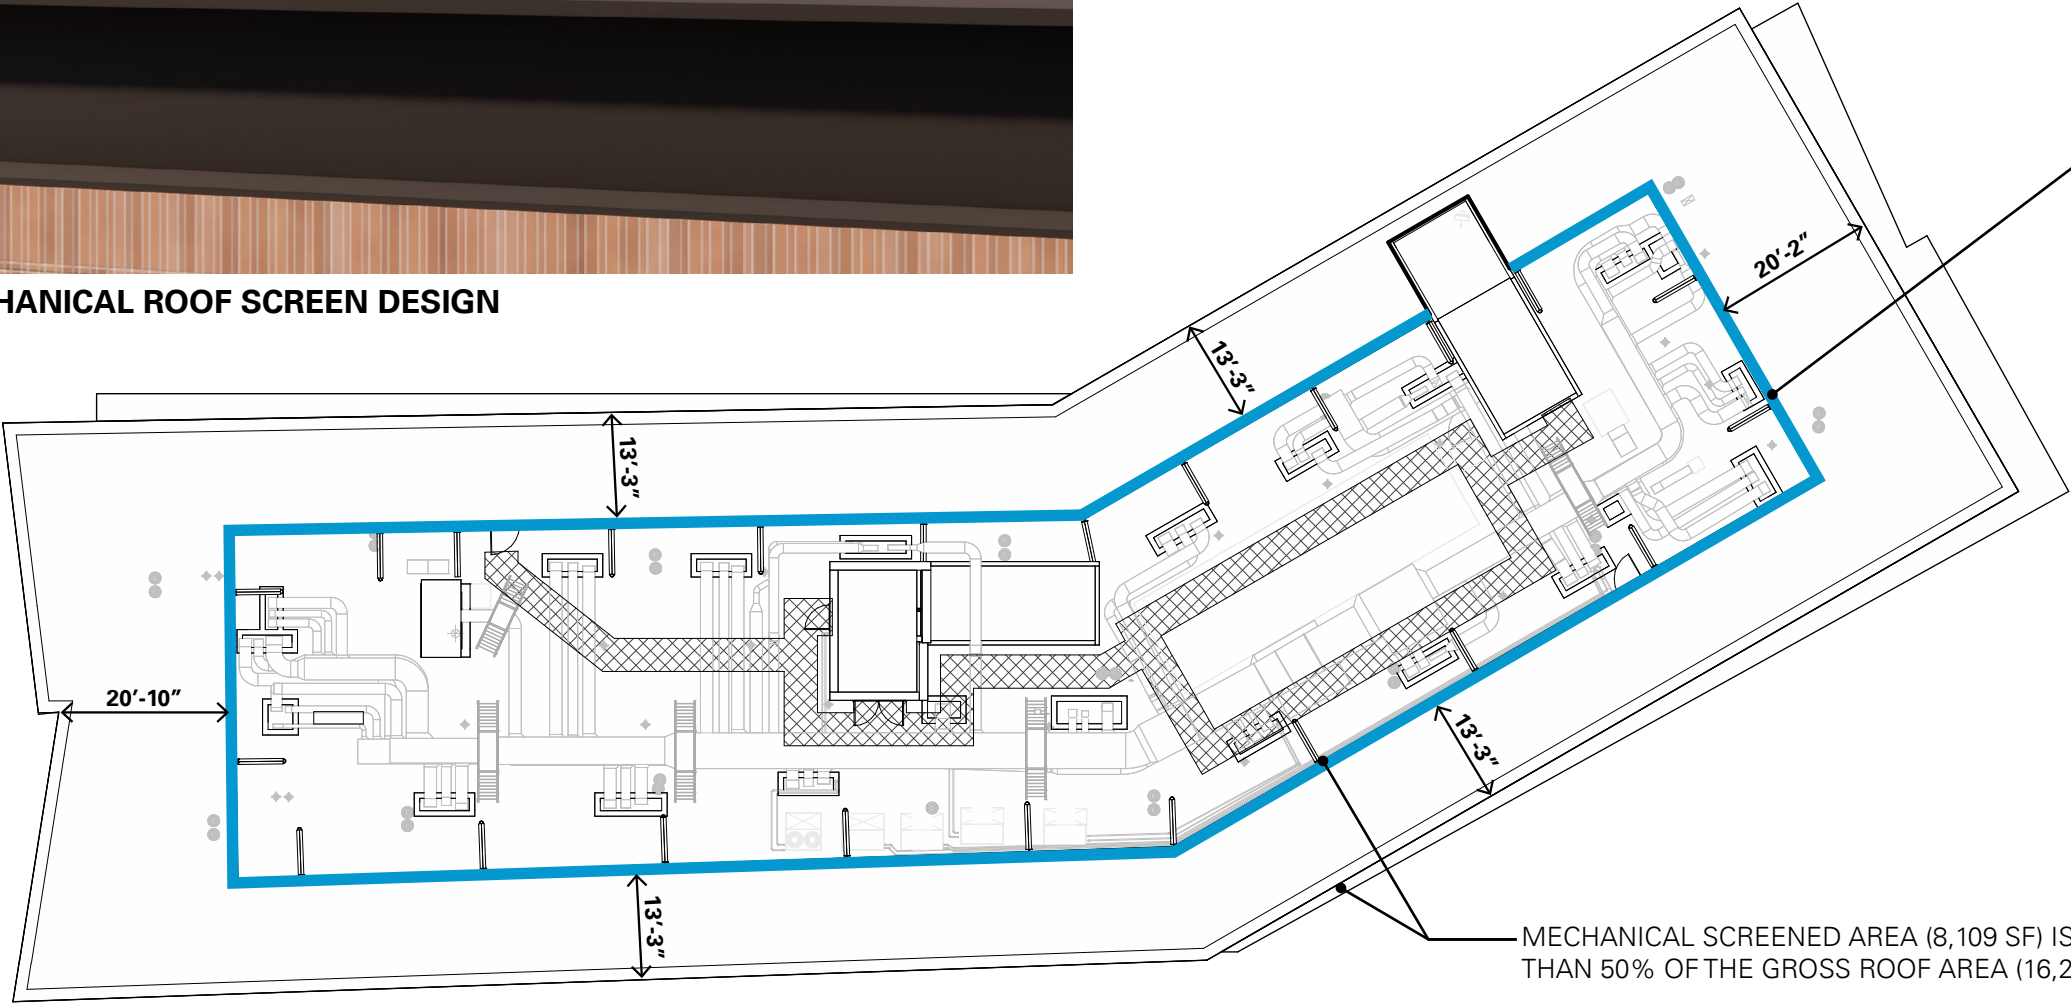 HANICAL ROOF SCREEN DESIGN
20'-2"
13'-3"
13'-3"
20'-10"
13'-3"
13'-3"
MECHANICAL SCREENED AREA (8,109 SF) IS
THAN 50% OF THE GROSS ROOF AREA (16,2